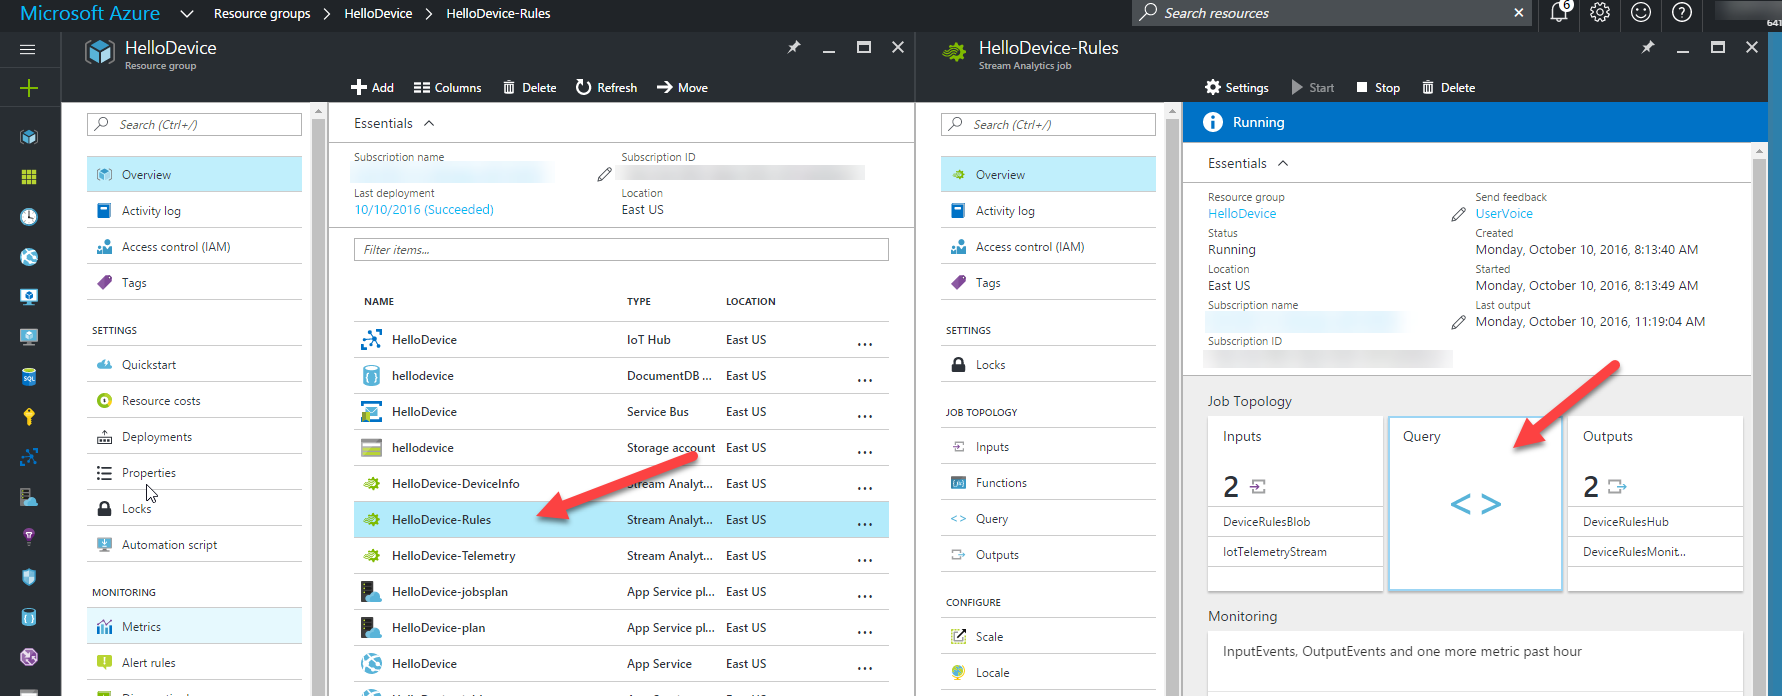 Microsoft Azure Resource groups > HelloDevice > HelloDevice-Rules
Search resources
6
641
HelloDevice
Resource group
Add Columns Delete Refresh Move
Search (Ctrl+/)
Overview
Activity log
Access control (IAM)
Tags
SETTINGS
Quickstart
Resource costs
Deployments
Properties
Locks
Automation script
MONITORING
Metrics
Alert rules
Essentials
Subscription name
Subscription ID
Last deployment
10/10/2016 (Succeeded)
Location
East US
Filter items...
NAME TYPE LOCATION
HelloDevice IoT Hub East US ...
hellodevice DocumentDB ... East US ...
HelloDevice Service Bus East US ...
hellodevice Storage account East US ...
HelloDevice-DeviceInfo Stream Analyt... East US ...
HelloDevice-Rules Stream Analyt... East US ...
HelloDevice-Telemetry Stream Analyt... East US ...
HelloDevice-jobsplan App Service pl... East US ...
HelloDevice-plan App Service pl... East US ...
HelloDevice App Service East US ...
HelloDevice-Rules
Stream Analytics job
Settings Start Stop Delete
Search (Ctrl+/)
Overview
Activity log
Access control (IAM)
Tags
SETTINGS
Locks
JOB TOPOLOGY
Inputs
Functions
Query
Outputs
CONFIGURE
Scale
Locale
Running
Essentials
Resource group
HelloDevice
Status
Running
Location
East US
Subscription name
Subscription ID
Send feedback
UserVoice
Created
Monday, October 10, 2016, 8:13:40 AM
Started
Monday, October 10, 2016, 8:13:49 AM
Last output
Monday, October 10, 2016, 11:19:04 AM
Job Topology
Inputs
2
DeviceRulesBlob
IotTelemetryStream
Query
< >
Outputs
2
DeviceRulesHub
DeviceRulesMonit...
Monitoring
InputEvents, OutputEvents and one more metric past hour